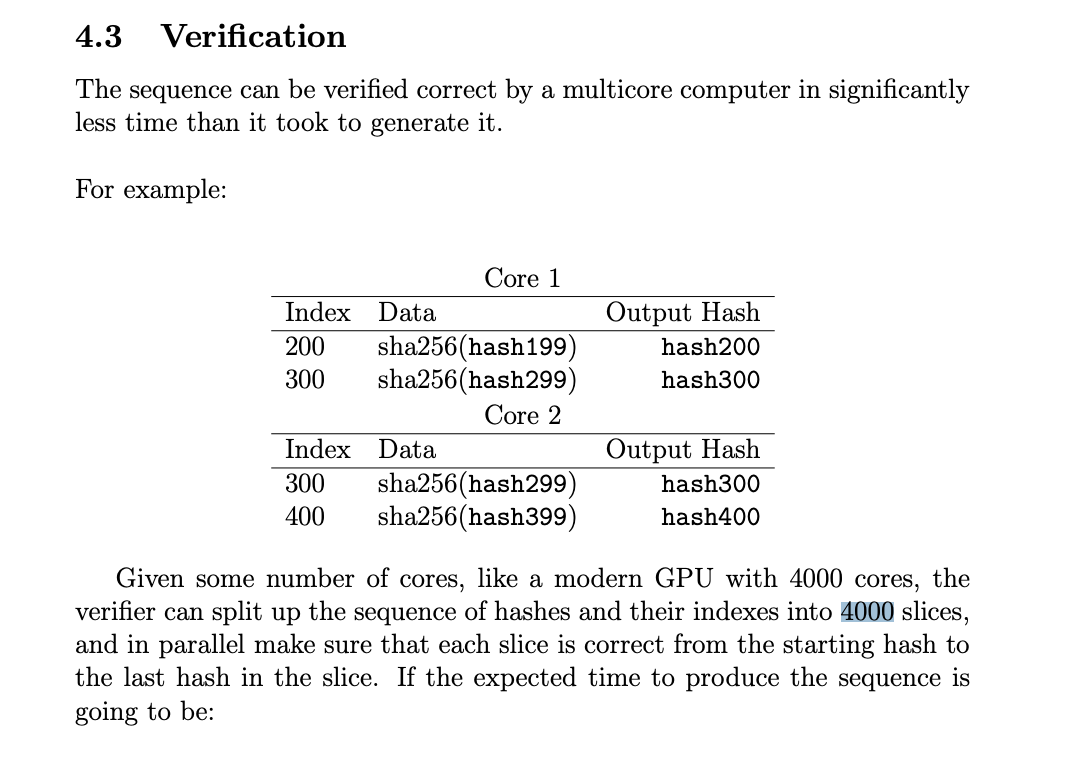 4.3 Verification
The sequence can be verified correct by a multicore computer in significantly
less time than it took to generate it.
For example:
Core 1
Index Data Output Hash
200 sha256(hash199) hash200
300 sha256(hash299) hash300
Core 2
Index Data Output Hash
300 sha256(hash299) hash300
400 sha256(hash399) hash400
Given some number of cores, like a modern GPU with 4000 cores, the
verifier can split up the sequence of hashes and their indexes into 4000 slices,
and in parallel make sure that each slice is correct from the starting hash to
the last hash in the slice. If the expected time to produce the sequence is
going to be: